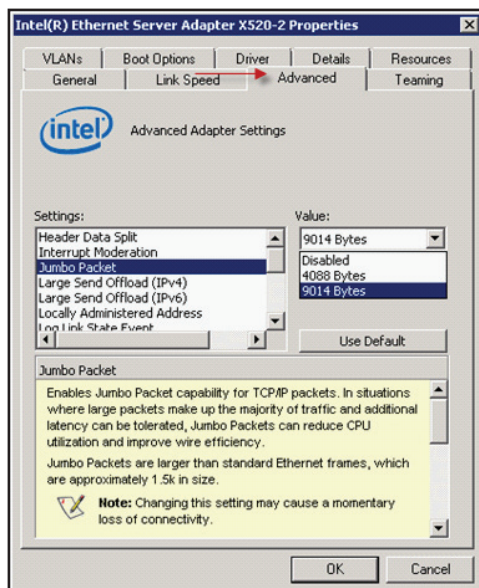 Intel(R) Ethernet Server Adapter X520-2 Properties
VLANs Boot Options Driver Details Resources
General Link Speed Advanced Teaming
intel
Advanced Adapter Settings
Settings:
Value:
Header Data Split
Interrupt Moderation
Jumbo Packet
Large Send Offload (IPv4)
Large Send Offload (IPv6)
Locally Administered Address
Log Link State Event
9014 Bytes
Disabled
4088 Bytes
9014 Bytes
Use Default
Jumbo Packet
Enables Jumbo Packet capability for TCP/IP packets. In situations
where large packets make up the majority of traffic and additional
latency can be tolerated, Jumbo Packets can reduce CPU
utilization and improve wire efficiency.
Jumbo Packets are larger than standard Ethernet frames, which
are approximately 1.5k in size.
Note: Changing this setting may cause a momentary
loss of connectivity.
OK Cancel